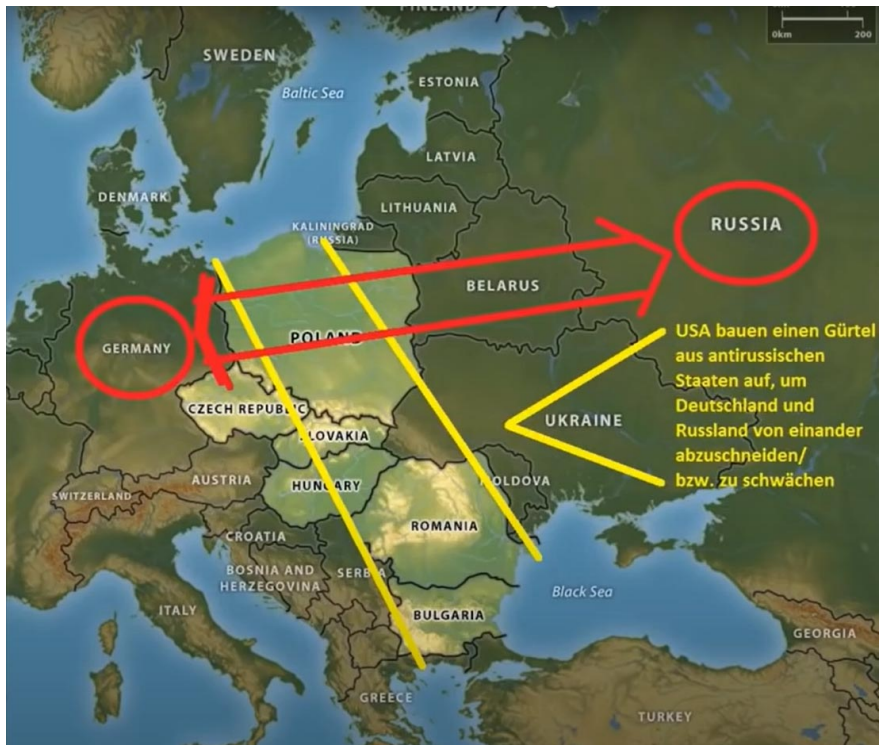 FINLAND
0km 200
SWEDEN
ESTONIA
Baltic Sea
LATVIA
DENMARK
LITHUANIA
KALININGRAD
(RUSSIA)
RUSSIA
BELARUS
GERMANY
POLAND
USA bauen einen Gürtel
aus antirussischen
Staaten auf, um
Deutschland und
Russland von einander
abzuschneiden/
bzw. zu schwächen
CZECH REPUBLIC
UKRAINE
SLOVAKIA
AUSTRIA
HUNGARY
MOLDOVA
SWITZERLAND
ROMANIA
CROATIA
BOSNIA AND
HERZEGOVINA
SERBIA
Black Sea
ITALY
BULGARIA
GEORGIA
GREECE
TURKEY